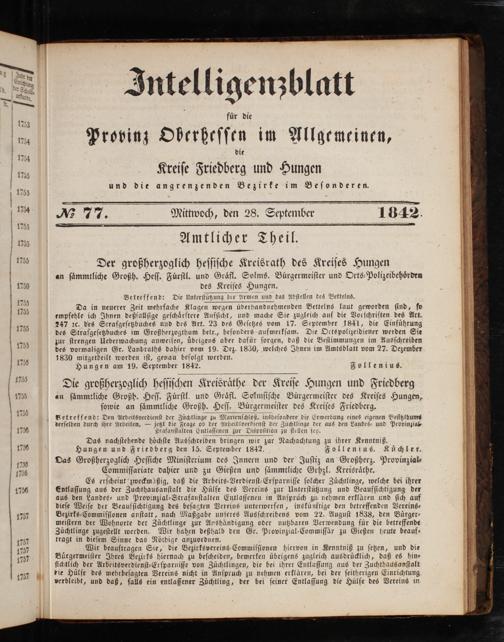 Intelligenzblatt
für die
Provinz Oberhessen im Allgemeinen,
die
Kreise Friedberg und Hungen
und die angrenzenden Bezirke im Besonderen.
№ 77. Mittwoch, den 28. September 1842.
Amtlicher Theil.
Der großherzoglich hessische Kreisrath des Kreises Hungen
an sämmtliche Großh. Hess. Fürstl. und Gräfl. Solms. Bürgermeister und Orts-Polizeibehörden
des Kreises Hungen.
Betreffend: Die Unterstützung der Armen und das Abstellen des Bettelns.
Da in neuerer Zeit mehrfache Klagen wegen überhandnehmenden Bettelns laut geworden sind, so
empfehle ich Ihnen desfallsige geschärftere Aufsicht, und mache Sie zugleich auf die Vorschriften des Art.
247 ꝛc. des Strafgesetzbuches und des Art. 23 des Gesetzes vom 17. September 1841, die Einführung
des Strafgesetzbuches im Großherzogthum betr., besonders aufmerksam. Die Ortspolizeidiener werden Sie
zur strengen Ueberwachung anweisen, übrigens aber dafür sorgen, daß die Bestimmungen im Ausschreiben
des vormaligen Gr. Landraths dahier vom 19. Dez. 1830, welches Ihnen im Amtsblatt vom 27. Dezember
1830 mitgetheilt worden ist, genau befolgt werden.
Hungen am 19. September 1842. Follenius.
Die großherzoglich hessischen Kreisräthe der Kreise Hungen und Friedberg
an sämmtliche Großh. Hess. Fürstl. und Gräfl. Solmsische Bürgermeister des Kreises Hungen,
sowie an sämmtliche Großh. Hess. Bürgermeister des Kreises Friedberg.
Betreffend: Den Arbeitsverdienst der Züchtlinge zu Marienschloß, insbesondere die Erwerbung eines eigenen Besitzthums
derselben durch ihre Arbeiten, — jetzt die Frage ob der Arbeitsverdienst der Züchtlinge der aus den Landes- und Provinzial-
Strafanstalten Entlassenen zur Disposition zu stellen sey.
Das nachstehende höchste Ausschreiben bringen wir zur Nachachtung zu ihrer Kenntniß.
Hungen und Friedberg den 15. September 1842. Follenius. Küchler.
Das Großherzogliche Ministerium des Innern und der Justiz an Großherz. Provinzial-
Commissariate dahier und zu Gießen und sämmtliche Grhzl. Kreisräthe.
Es erscheint zweckmäßig, daß die Arbeits-Verdienst-Ersparnisse solcher Züchtlinge, welche bei ihrer
Entlassung aus der Zuchthausanstalt die Hülfe des Vereins zur Unterstützung und Beaufsichtigung der
aus den Landes- und Provinzial-Strafanstalten Entlassenen in Anspruch zu nehmen erklären und sich auf
diese Weise der Beaufsichtigung des besagten Vereins unterwerfen, der betreffenden Vereins-
Bezirks-Commission anstatt, nach Maßgabe unseres Ausschreibens vom 22. August 1838, den Bürger-
meistern der Wohnorte der Züchtlinge zur Aushändigung oder nutzbaren Verwendung für die betreffende
Züchtlinge zugestellt werden. Wir haben deshalb den Gr. Provinzial-Commissär zu Gießen heute beauf-
tragt in diesem Sinne das Nöthige anzuordnen.
Wir beauftragen Sie, die Bezirksvereins-Commissionen hiervon in Kenntniß zu setzen, und die
Bürgermeister Ihres Bezirks hiernach zu bescheiden, bemerken übrigens zugleich ausdrücklich, daß es hin-
sichtlich der Arbeitsverdienst-Ersparnisse von Züchtlingen, die bei ihrer Entlassung aus der Zuchthausanstalt
die Hülfe des mehrbesagten Vereins nicht in Anspruch zu nehmen erklären, bei der seitherigen Einrichtung
verbleibt, und daß, falls ein entlassener Züchtling, der bei seiner Entlassung die Hülfe des Vereins in